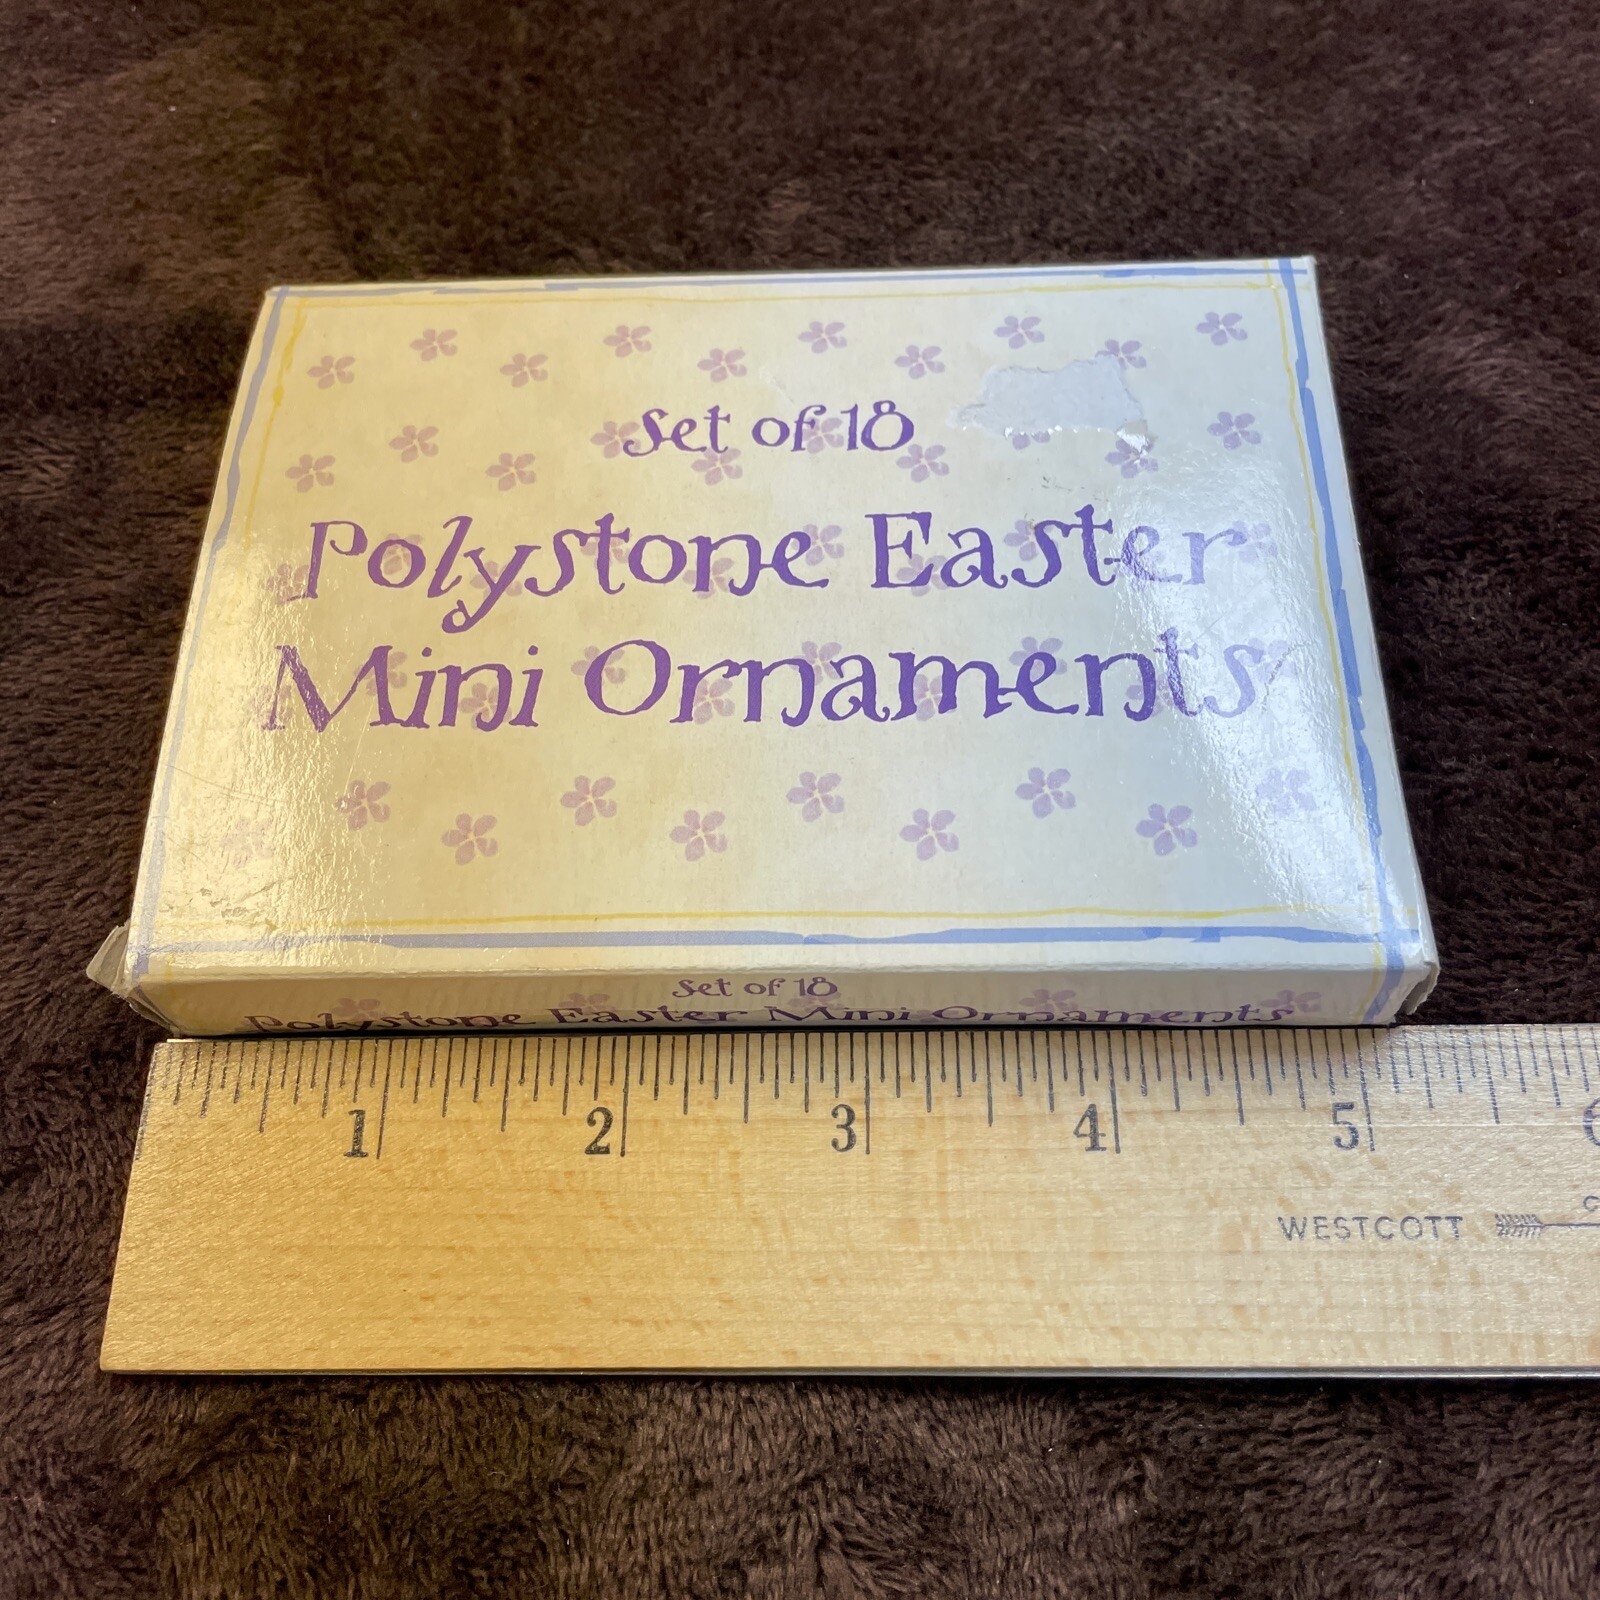 Set of 18
Polystone Easter
Mini Ornaments
Set of 18
Polystone Easter Mini Ornaments
1 2 3 4 5
WESTCOTT